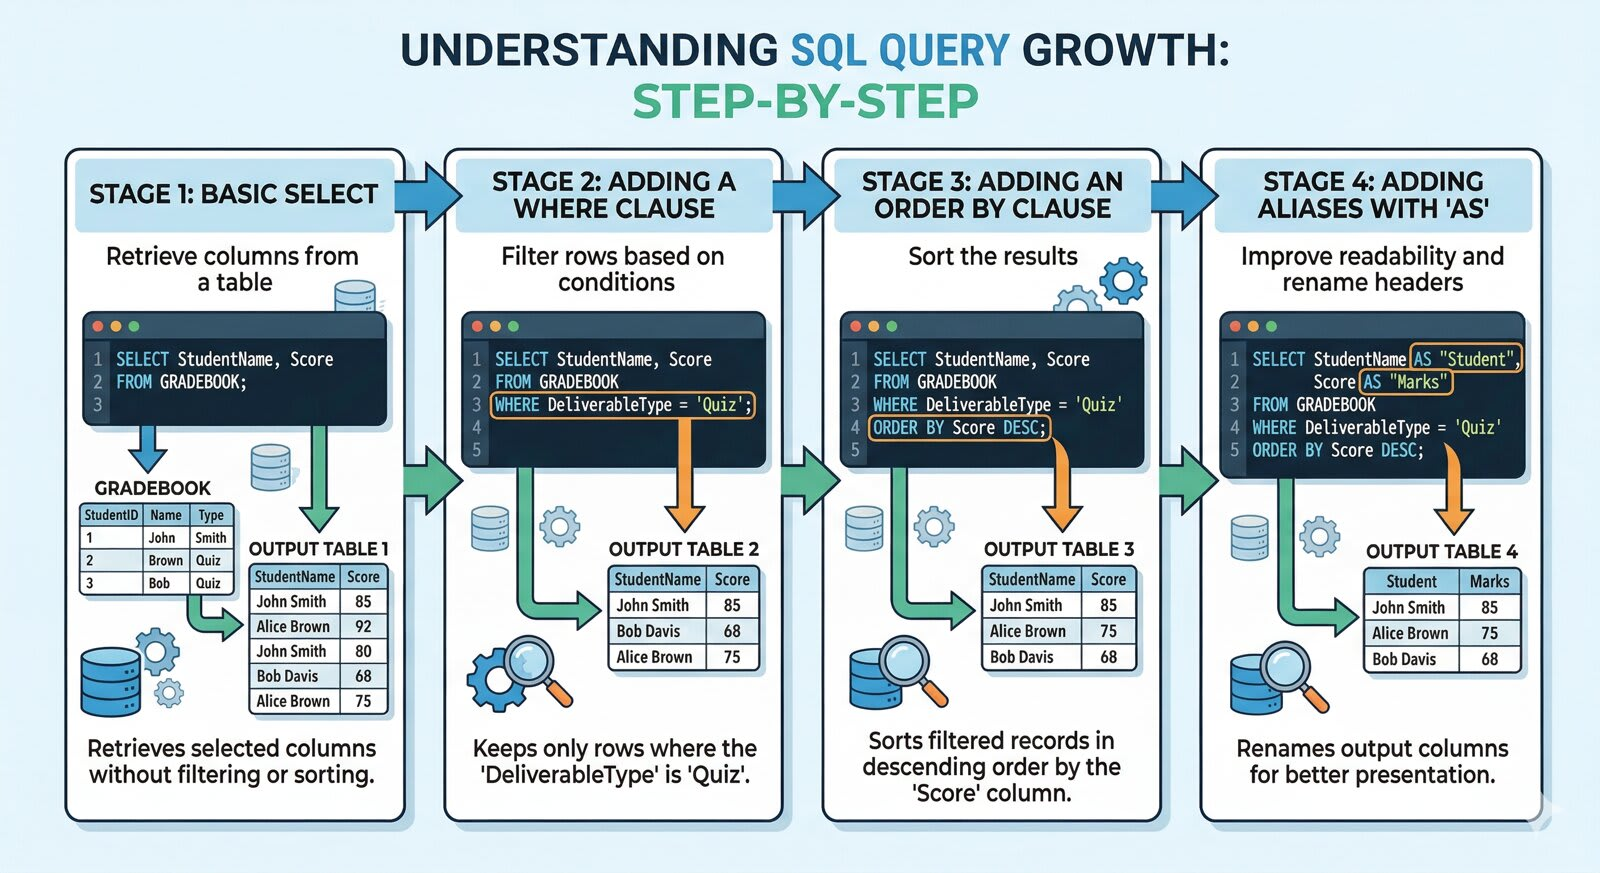 UNDERSTANDING SQL QUERY GROWTH:
STEP-BY-STEP
STAGE 1: BASIC SELECT
Retrieve columns from
a table
1 SELECT StudentName, Score
2 FROM GRADEBOOK;
3
GRADEBOOK
StudentID Name Type
1 John Smith
2 Brown Quiz
3 Bob Quiz
OUTPUT TABLE 1
StudentName Score
John Smith 85
Alice Brown 92
John Smith 80
Bob Davis 68
Alice Brown 75
Retrieves selected columns
without filtering or sorting.
STAGE 2: ADDING A
WHERE CLAUSE
Filter rows based on
conditions
1 SELECT StudentName, Score
2 FROM GRADEBOOK
3 WHERE DeliverableType = 'Quiz';
4
5
OUTPUT TABLE 2
StudentName Score
John Smith 85
Bob Davis 68
Alice Brown 75
Keeps only rows where the
'DeliverableType' is 'Quiz'.
STAGE 3: ADDING AN
ORDER BY CLAUSE
Sort the results
1 SELECT StudentName, Score
2 FROM GRADEBOOK
3 WHERE DeliverableType = 'Quiz'
4 ORDER BY Score DESC;
5
OUTPUT TABLE 3
StudentName Score
John Smith 85
Alice Brown 75
Bob Davis 68
Sorts filtered records in
descending order by the
'Score' column.
STAGE 4: ADDING
ALIASES WITH 'AS'
Improve readability and
rename headers
1 SELECT StudentName AS "Student",
2 Score AS "Marks"
3 FROM GRADEBOOK
4 WHERE DeliverableType = 'Quiz'
5 ORDER BY Score DESC;
OUTPUT TABLE 4
Student Marks
John Smith 85
Alice Brown 75
Bob Davis 68
Renames output columns
for better presentation.